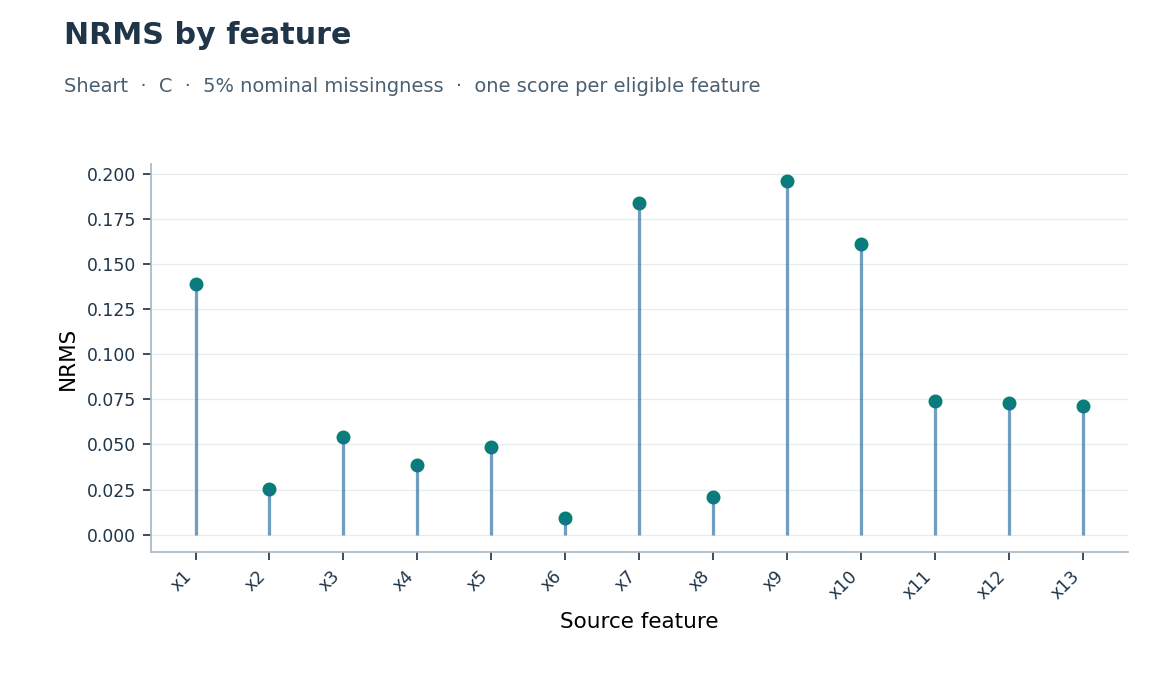 NRMS by feature
Sheart · C · 5% nominal missingness · one score per eligible feature
0.200
0.175
0.150
0.125
0.100
0.075
0.050
0.025
0.000
NRMS
x1 x2 x3 x4 x5 x6 x7 x8 x9 x10 x11 x12 x13
Source feature